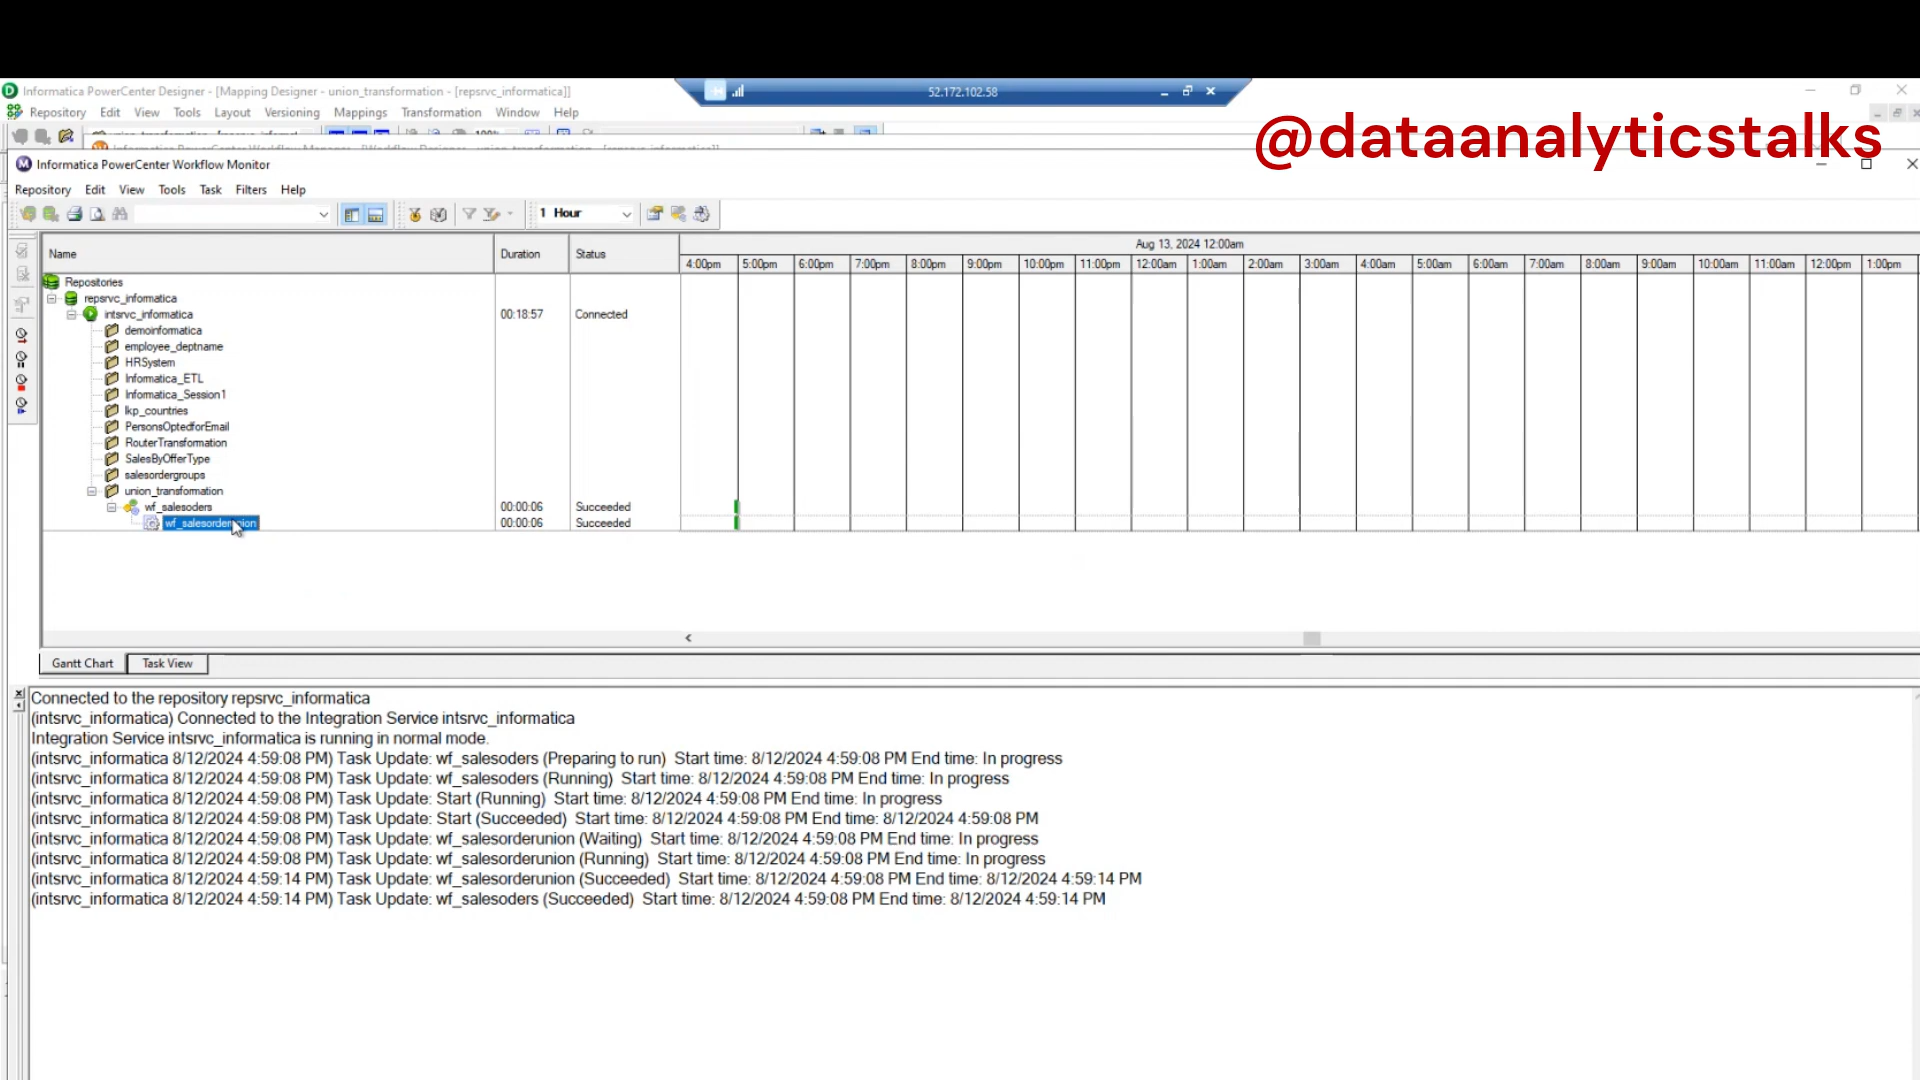 Informatica PowerCenter Designer - [Mapping Designer - union_transformation - [repsrvc_informatica]]
52.172.102.58
Repository Edit View Tools Layout Versioning Mappings Transformation Window Help
@dataanalyticstalks
100%
Informatica PowerCenter Workflow Monitor
Repository Edit View Tools Task Filters Help
1 Hour
Name Duration Status
Aug 13, 2024 12:00am
4:00pm 5:00pm 6:00pm 7:00pm 8:00pm 9:00pm 10:00pm 11:00pm 12:00am 1:00am 2:00am 3:00am 4:00am 5:00am 6:00am 7:00am 8:00am 9:00am 10:00am 11:00am 12:00pm 1:00pm
Repositories
repsrvc_informatica
intsrvc_informatica 00:18:57 Connected
demoinformatica
employee_deptname
HRSystem
Informatica_ETL
Informatica_Session1
lkp_countries
PersonsOptedforEmail
RouterTransformation
SalesByOfferType
salesordergroups
union_transformation
wf_salesoders 00:00:06 Succeeded
wf_salesorderunion 00:00:06 Succeeded
Gantt Chart Task View
Connected to the repository repsrvc_informatica
(intsrvc_informatica) Connected to the Integration Service intsrvc_informatica
Integration Service intsrvc_informatica is running in normal mode.
(intsrvc_informatica 8/12/2024 4:59:08 PM) Task Update: wf_salesoders (Preparing to run) Start time: 8/12/2024 4:59:08 PM End time: In progress
(intsrvc_informatica 8/12/2024 4:59:08 PM) Task Update: wf_salesoders (Running) Start time: 8/12/2024 4:59:08 PM End time: In progress
(intsrvc_informatica 8/12/2024 4:59:08 PM) Task Update: Start (Running) Start time: 8/12/2024 4:59:08 PM End time: In progress
(intsrvc_informatica 8/12/2024 4:59:08 PM) Task Update: Start (Succeeded) Start time: 8/12/2024 4:59:08 PM End time: 8/12/2024 4:59:08 PM
(intsrvc_informatica 8/12/2024 4:59:08 PM) Task Update: wf_salesorderunion (Waiting) Start time: 8/12/2024 4:59:08 PM End time: In progress
(intsrvc_informatica 8/12/2024 4:59:08 PM) Task Update: wf_salesorderunion (Running) Start time: 8/12/2024 4:59:08 PM End time: In progress
(intsrvc_informatica 8/12/2024 4:59:14 PM) Task Update: wf_salesorderunion (Succeeded) Start time: 8/12/2024 4:59:08 PM End time: 8/12/2024 4:59:14 PM
(intsrvc_informatica 8/12/2024 4:59:14 PM) Task Update: wf_salesoders (Succeeded) Start time: 8/12/2024 4:59:08 PM End time: 8/12/2024 4:59:14 PM